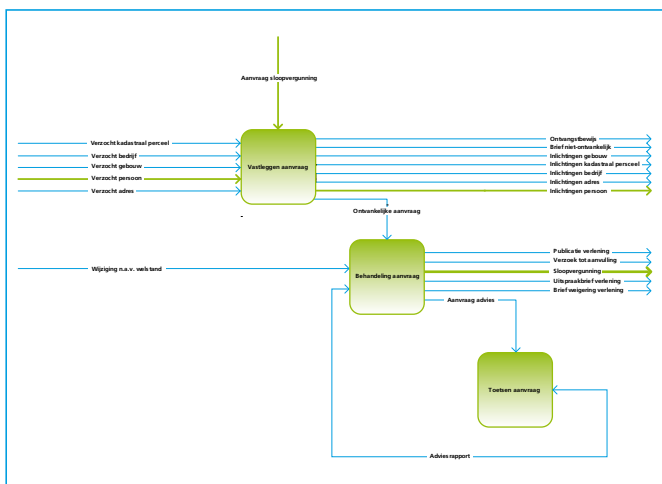 Aanvraag sloopvergunning
Verzocht kadastraal perceel
Verzocht bedrijf
Verzocht gebouw
Verzocht persoon
Verzocht adres
Vastleggen aanvraag
Ontvangstbewijs
Brief niet-ontvankelijk
Inlichtingen gebouw
Inlichtingen kadastraal perseel
Inlichtingen bedrijf
Inlichtingen adres
Inlichtingen persoon
Ontvankelijke aanvraag
Wijziging n.a.v. welstand
Behandeling aanvraag
Publicatie verlening
Verzoek tot aanvulling
Sloopvergunning
Uitspraakbrief verlening
Brief weigering verlening
Aanvraag advies
Toetsen aanvraag
Adviesrapport